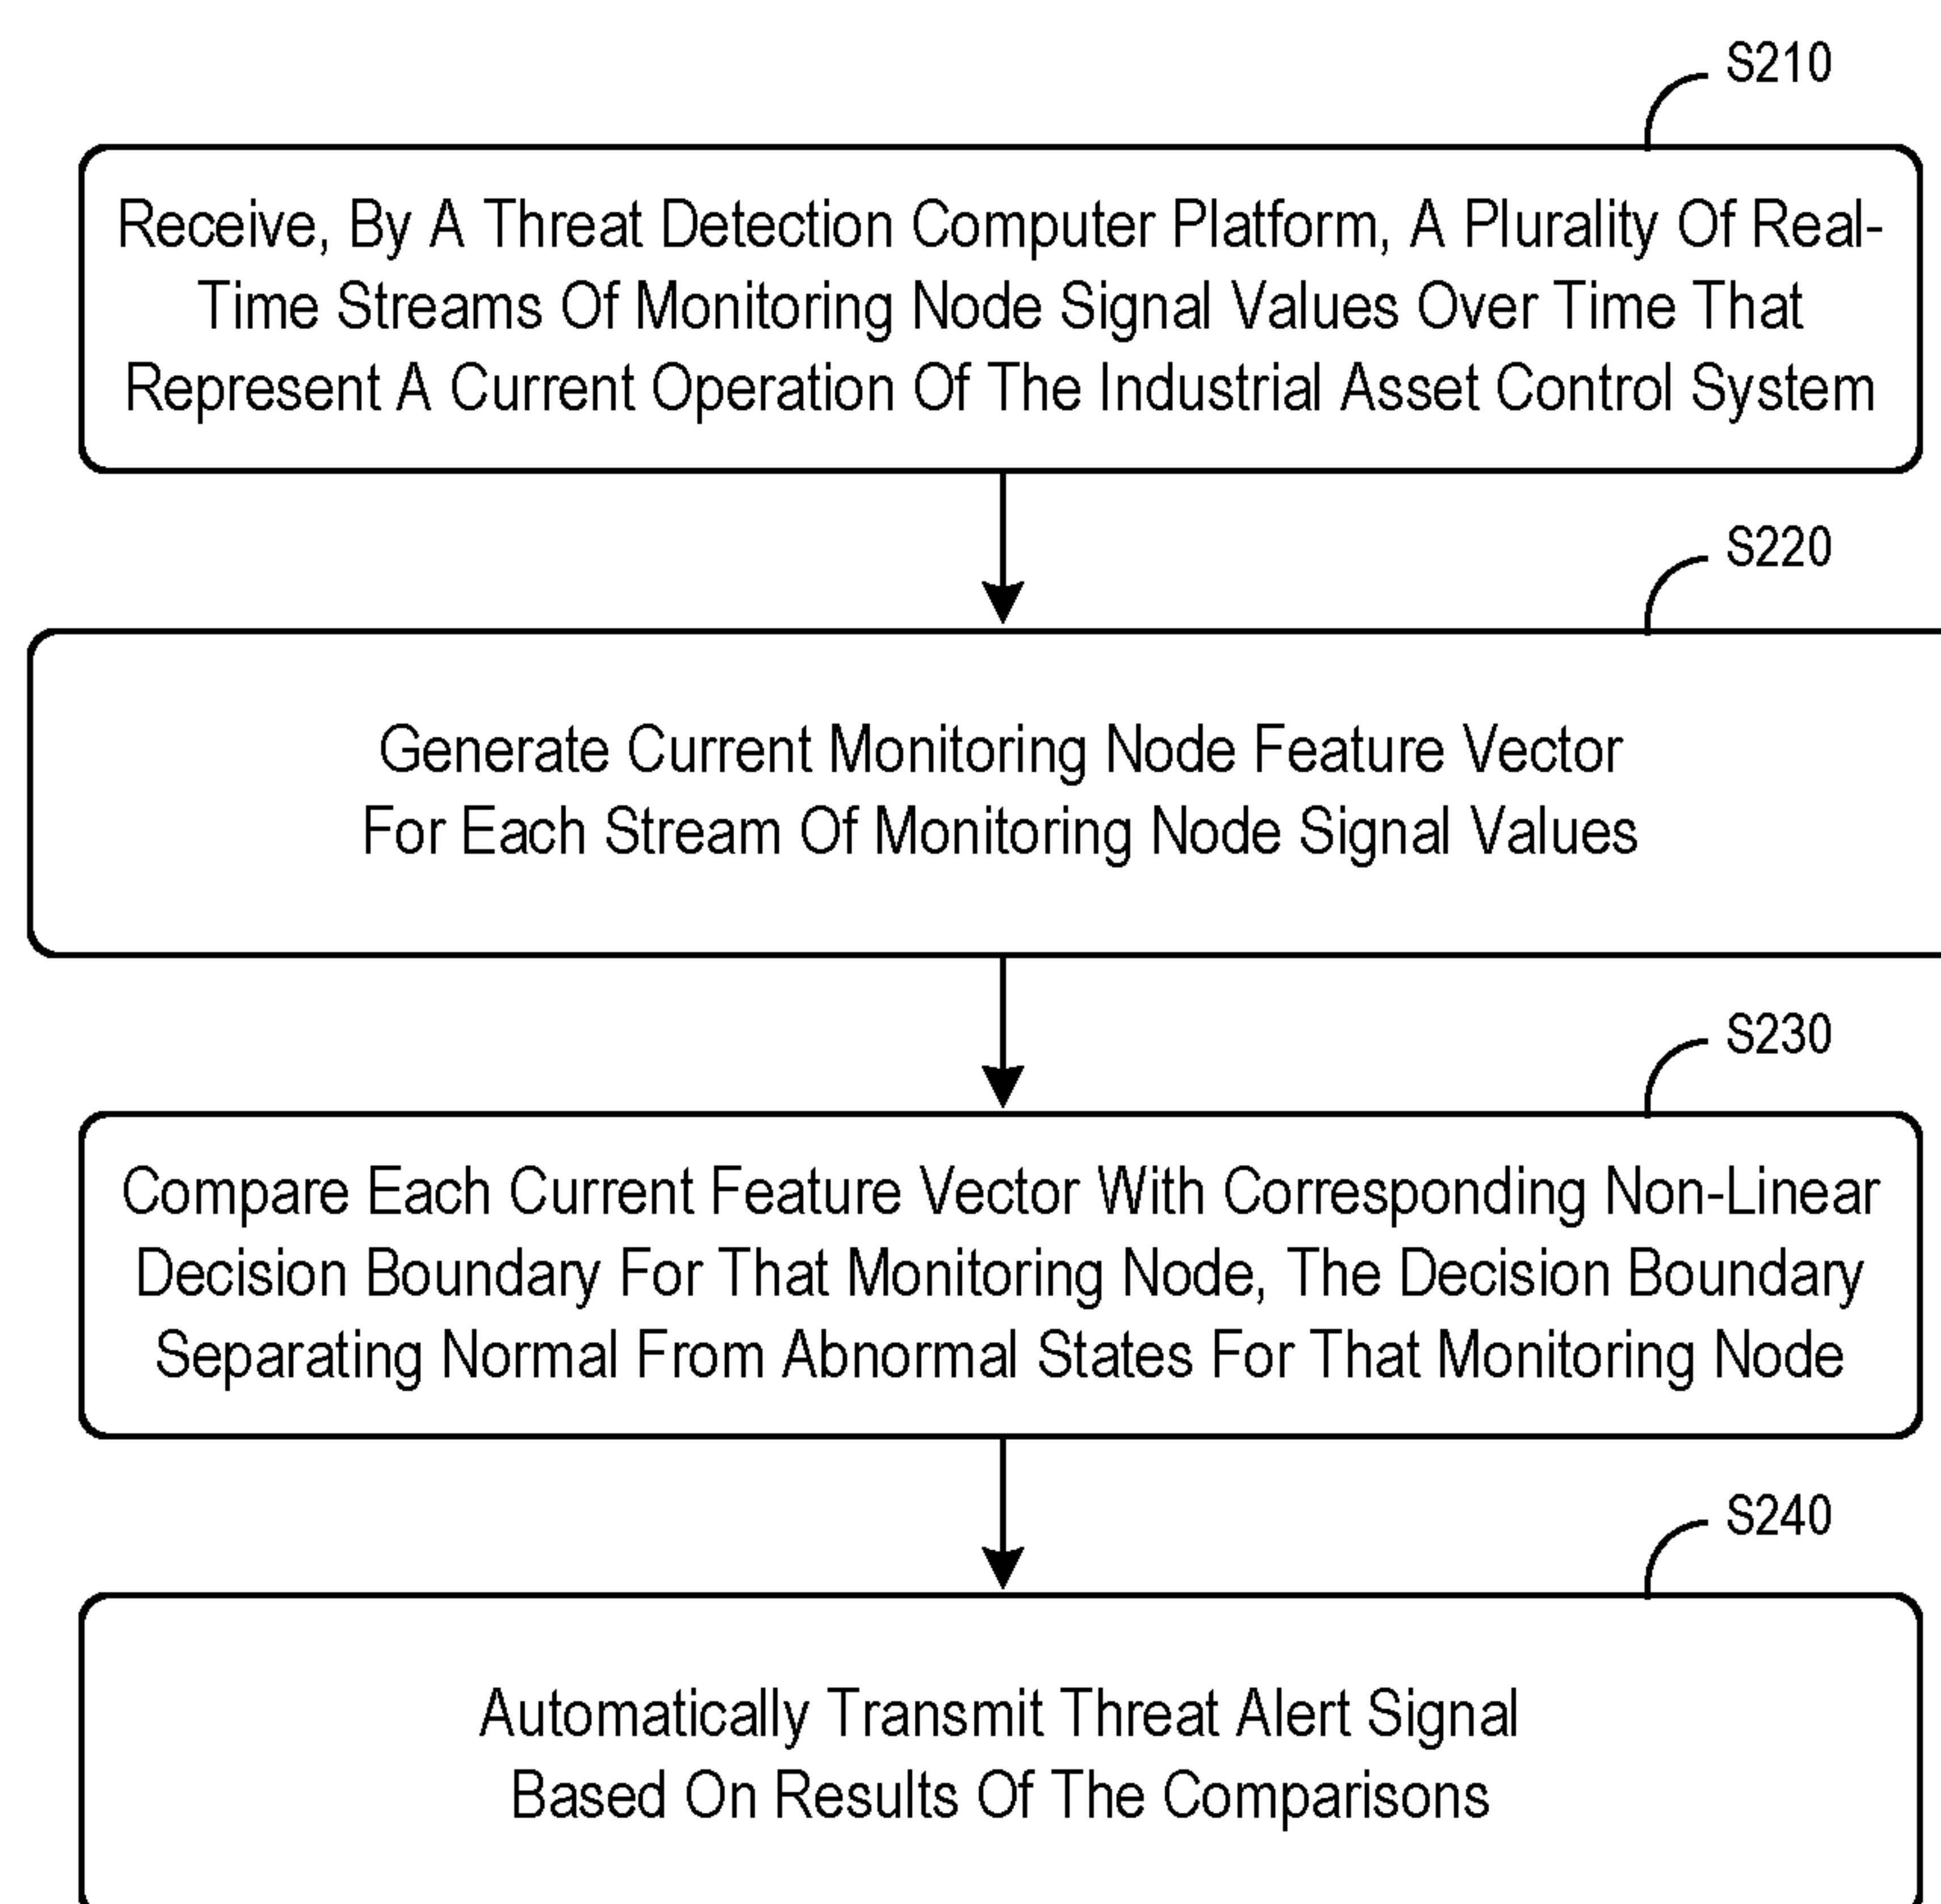 S210
Receive, By A Threat Detection Computer Platform, A Plurality Of Real-
Time Streams Of Monitoring Node Signal Values Over Time That
Represent A Current Operation Of The Industrial Asset Control System
S220
Generate Current Monitoring Node Feature Vector
For Each Stream Of Monitoring Node Signal Values
S230
Compare Each Current Feature Vector With Corresponding Non-Linear
Decision Boundary For That Monitoring Node, The Decision Boundary
Separating Normal From Abnormal States For That Monitoring Node
S240
Automatically Transmit Threat Alert Signal
Based On Results Of The Comparisons